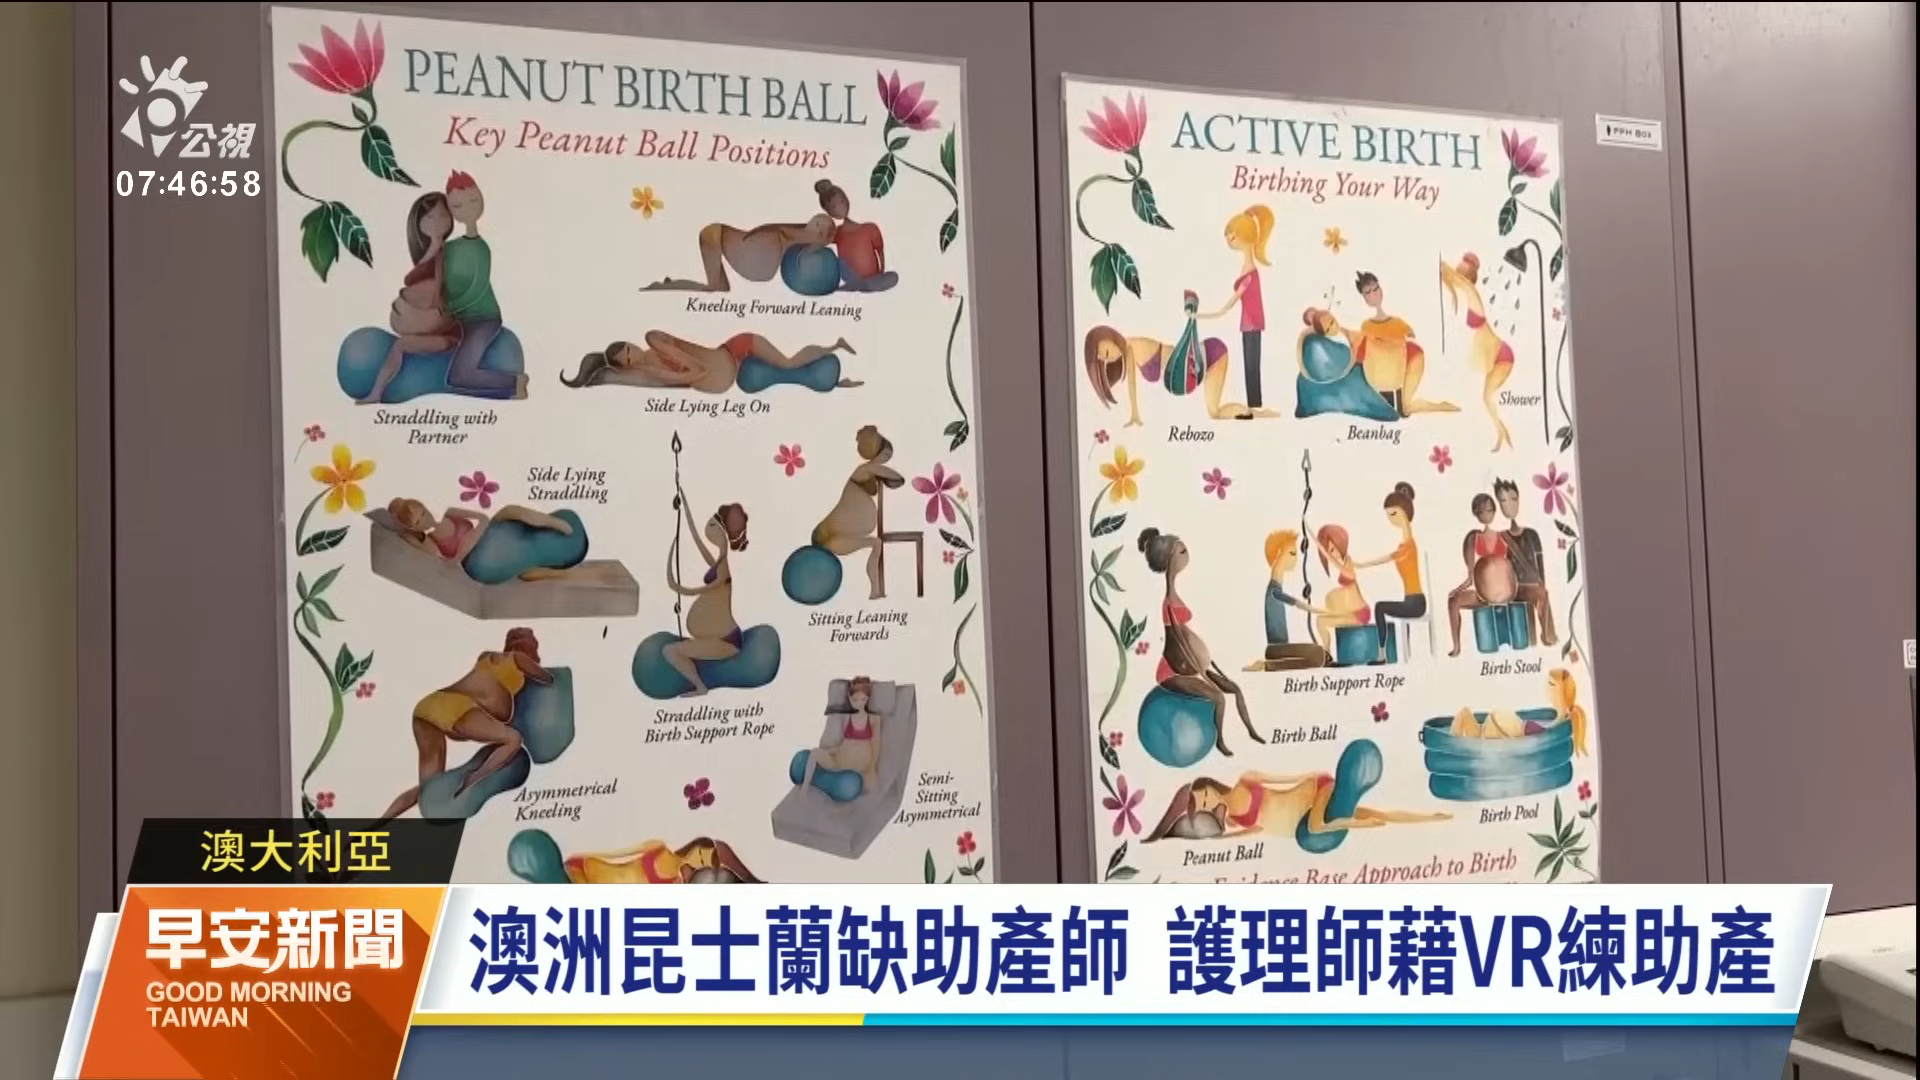 公視
07:46:58
PEANUT BIRTH BALL
Key Peanut Ball Positions
Straddling with
Partner
Kneeling Forward Leaning
Side Lying Leg On
Side Lying
Straddling
Sitting Leaning
Forwards
Straddling with
Birth Support Rope
Asymmetrical
Kneeling
Semi-
Sitting
Asymmetrical
ACTIVE BIRTH
Birthing Your Way
Rebozo
Beanbag
Shower
Birth Support Rope
Birth Stool
Birth Ball
Birth Pool
Peanut Ball
Evidence Base Approach to Birth
PPH Box
澳大利亞
早安新聞
GOOD MORNING
TAIWAN
澳洲昆士蘭缺助產師 護理師藉VR練助產